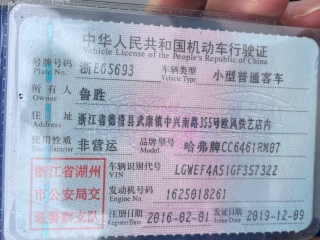 中华人民共和国机动车行驶证
Vehicle License of the People's Republic of China
号牌号码 浙EGS693 车辆类型 小型普通客车
Plate No. Vehicle Type
所有人 鲁胜
Owner
住址 浙江省德清县武康镇中兴南路355号欧风铁艺店内
Address
使用性质 非营运 品牌型号 哈弗牌CC6461RM07
Use Character Model
浙江省湖州
市公安局交
通警察支队
车辆识别代号 LGWEF4A51GF357322
VIN
发动机号码 1625018261
Engine No.
注册日期 2016-02-01 发证日期 2019-12-09
Register Date Issue Date